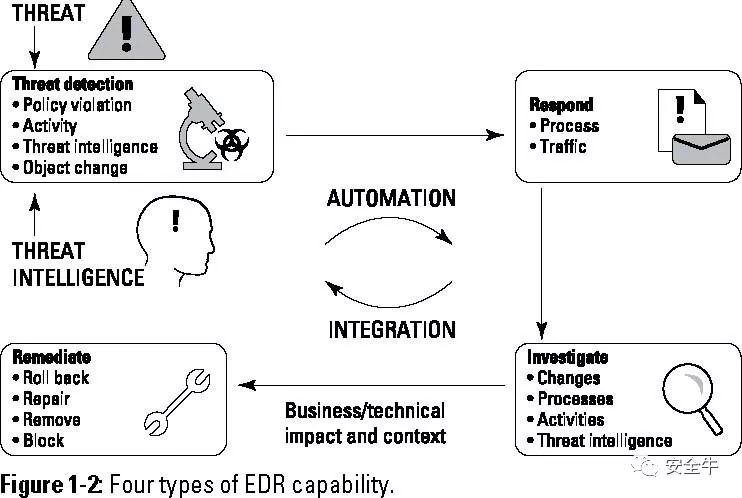 THREAT
Threat detection
• Policy violation
• Activity
• Threat intelligence
• Object change
Respond
• Process
• Traffic
AUTOMATION
THREAT
INTELLIGENCE
INTEGRATION
Remediate
• Roll back
• Repair
• Remove
• Block
Business/technical
impact and context
Investigate
• Changes
• Processes
• Activities
• Threat intelligence
安全牛
Figure 1-2: Four types of EDR capability.